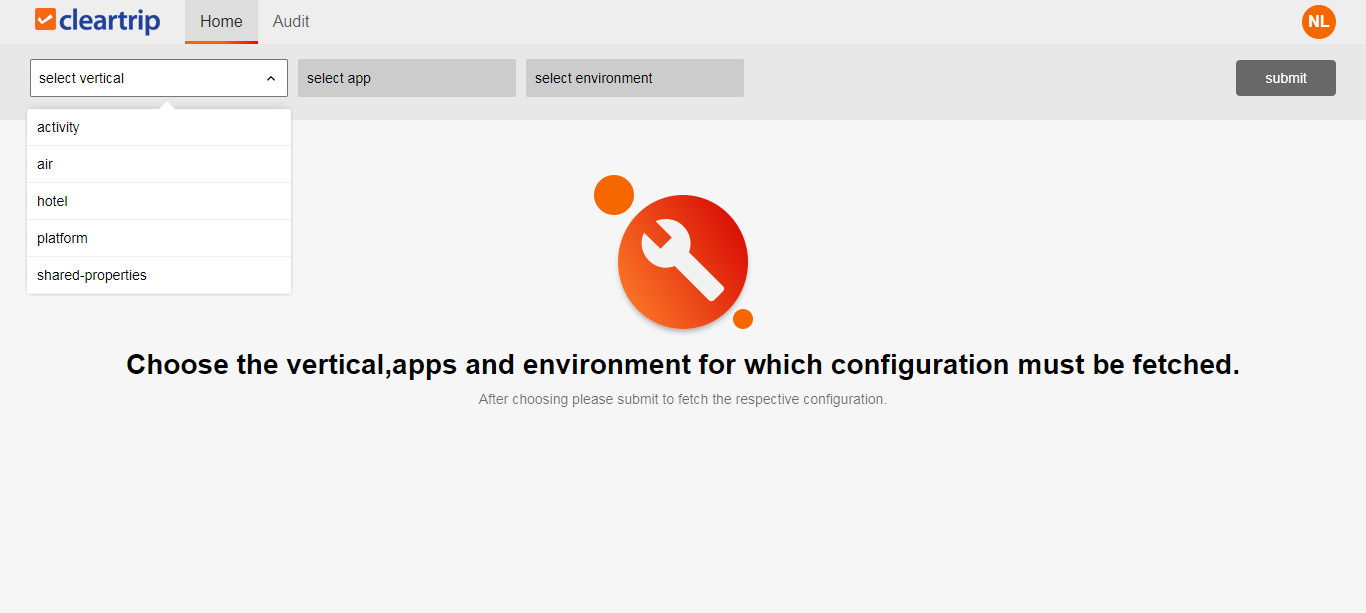 cleartrip
Home
Audit
NL
select vertical
select app
select environment
submit
activity
air
hotel
platform
shared-properties
Choose the vertical,apps and environment for which configuration must be fetched.
After choosing please submit to fetch the respective configuration.